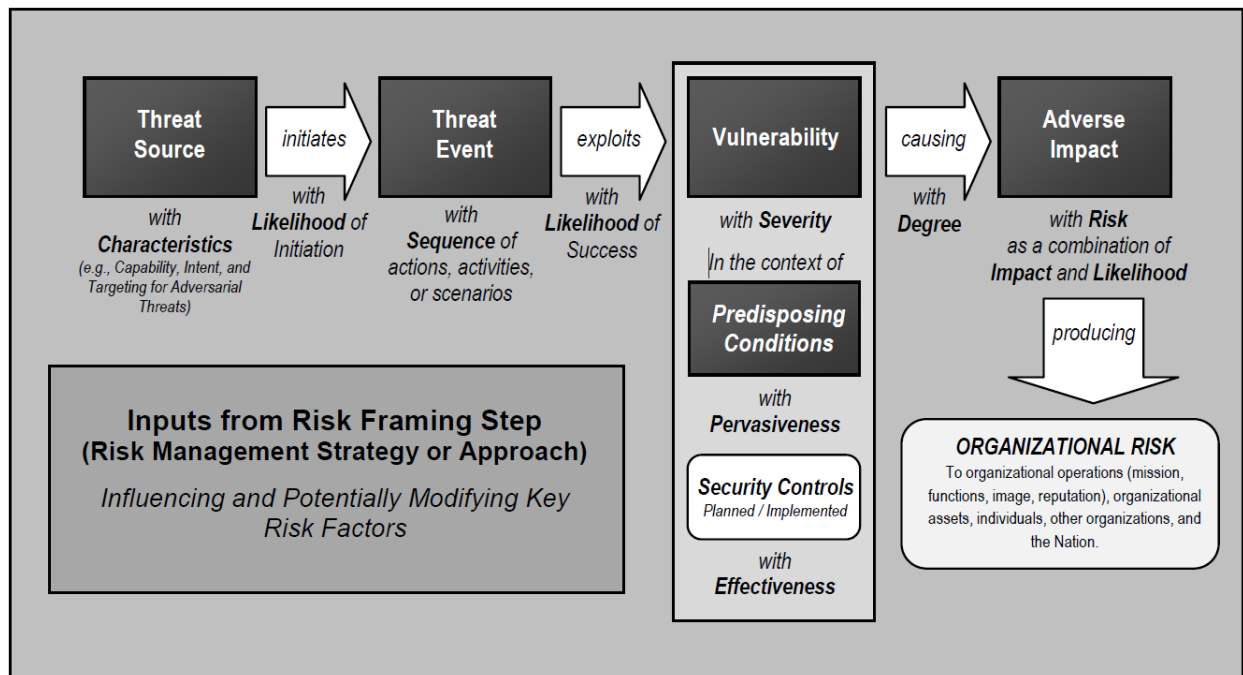 Threat
Source
initiates
Threat
Event
exploits
Vulnerability
causing
Adverse
Impact
with
Characteristics
(e.g., Capability, Intent, and
Targeting for Adversarial
Threats)
with
Likelihood of
Initiation
with
Sequence of
actions, activities,
or scenarios
with
Likelihood of
Success
with Severity
In the context of
Predisposing
Conditions
with
Pervasiveness
Security Controls
Planned / Implemented
with
Effectiveness
with
Degree
with Risk
as a combination of
Impact and Likelihood
producing
ORGANIZATIONAL RISK
To organizational operations (mission,
functions, image, reputation), organizational
assets, individuals, other organizations, and
the Nation.
Inputs from Risk Framing Step
(Risk Management Strategy or Approach)
Influencing and Potentially Modifying Key
Risk Factors